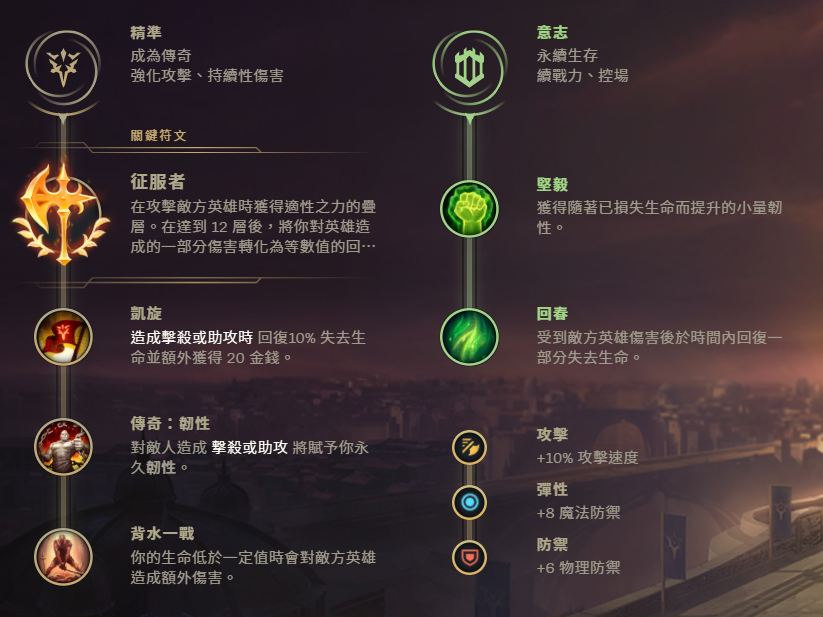 精準
成為傳奇
強化攻擊、持續性傷害
關鍵符文
征服者
在攻擊敵方英雄時獲得適性之力的疊
層。在達到 12 層後，將你對英雄造
成的一部分傷害轉化為等數值的回…
凱旋
造成擊殺或助攻時 回復10% 失去生
命並額外獲得 20 金錢。
傳奇：韌性
對敵人造成 擊殺或助攻 將賦予你永
久韌性。
背水一戰
你的生命低於一定值時會對敵方英雄
造成額外傷害。
意志
永續生存
續戰力、控場
堅毅
獲得隨著已損失生命而提升的小量韌
性。
回春
受到敵方英雄傷害後於時間內回復一
部分失去生命。
攻擊
+10% 攻擊速度
彈性
+8 魔法防禦
防禦
+6 物理防禦